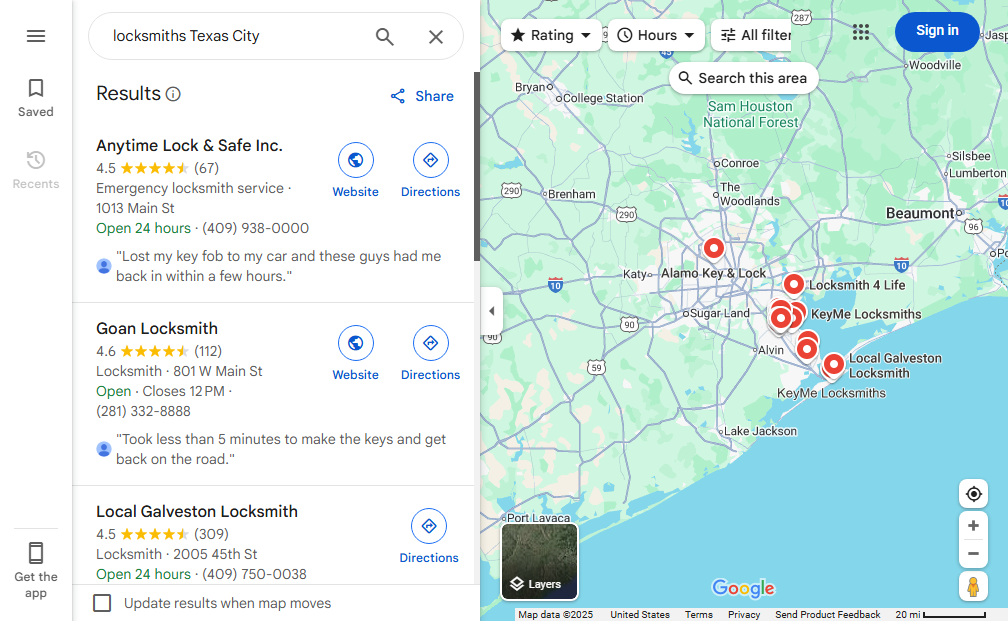 locksmiths Texas City
Saved
Recents
Get the
app
Results
Share
Anytime Lock & Safe Inc.
4.5 (67)
Emergency locksmith service ·
1013 Main St
Open 24 hours · (409) 938-0000
"Lost my key fob to my car and these guys had me
back in within a few hours."
Website
Directions
Goan Locksmith
4.6 (112)
Locksmith · 801 W Main St
Open · Closes 12 PM ·
(281) 332-8888
"Took less than 5 minutes to make the keys and get
back on the road."
Website
Directions
Local Galveston Locksmith
4.5 (309)
Locksmith · 2005 45th St
Open 24 hours · (409) 750-0038
Directions
Update results when map moves
Rating
Hours
All filter
Sign in
Search this area
287
Woodville
Bryan
College Station
Sam Houston
National Forest
Conroe
Silsbee
Lumberton
The
Woodlands
290
Brenham
290
Beaumont
96
10
Katy
Alamo Key & Lock
10
10
Locksmith 4 Life
Sugar Land
KeyMe Locksmiths
90
90
Alvin
Local Galveston
Locksmith
59
KeyMe Locksmiths
Lake Jackson
Port Lavaca
Layers
Google
Map data ©2025 United States Terms Privacy Send Product Feedback 20 mi